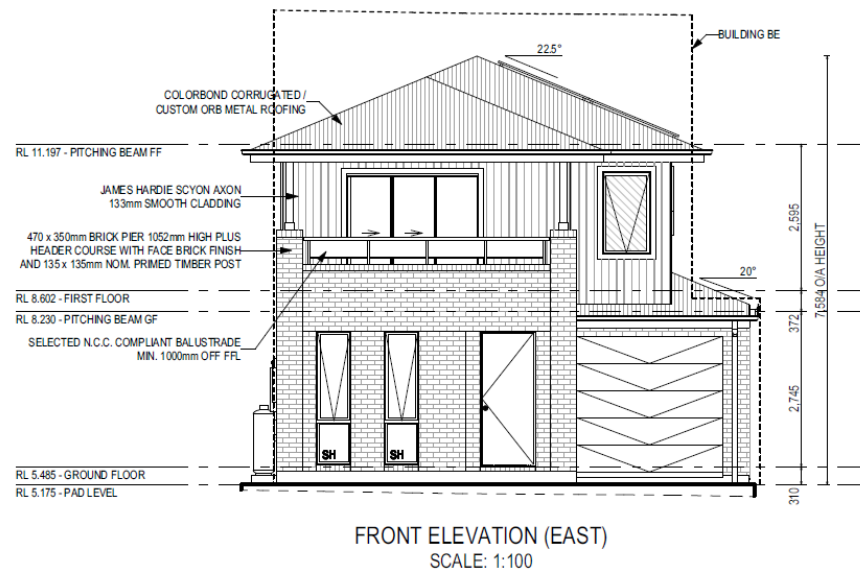 22.5°
BUILDING BE
COLORBOND CORRUGATED /
CUSTOM ORB METAL ROOFING
RL 11.197 - PITCHING BEAM FF
JAMES HARDIE SCYON AXON
133mm SMOOTH CLADDING
2,595
470 x 350mm BRICK PIER 1052mm HIGH PLUS
HEADER COURSE WITH FACE BRICK FINISH
AND 135 x 135mm NOM. PRIMED TIMBER POST
7,584 O/A HEIGHT
20°
RL 8.602 - FIRST FLOOR
RL 8.230 - PITCHING BEAM GF
372
SELECTED N.C.C. COMPLIANT BALUSTRADE
MIN. 1000mm OFF FFL
2,745
SH
SH
RL 5.485 - GROUND FLOOR
RL 5.175 - PAD LEVEL
310
FRONT ELEVATION (EAST)
SCALE: 1:100